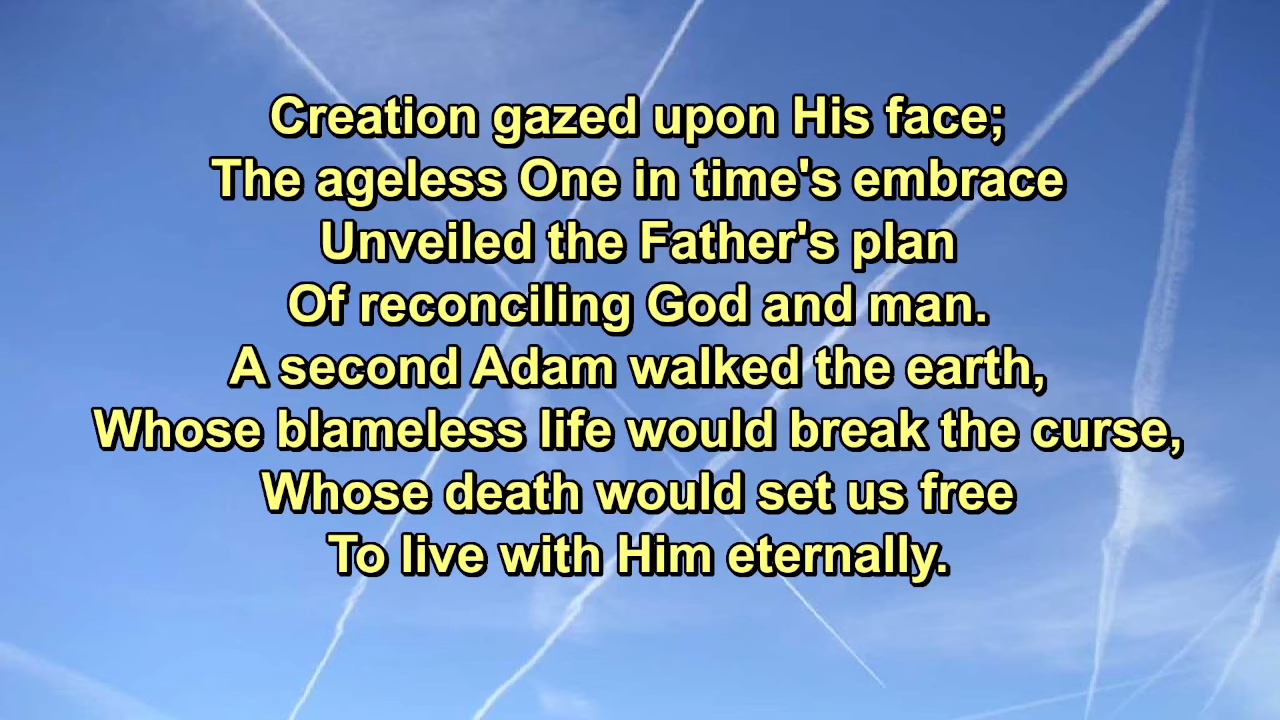 Creation gazed upon His face;
The ageless One in time's embrace
Unveiled the Father's plan
Of reconciling God and man.
A second Adam walked the earth,
Whose blameless life would break the curse,
Whose death would set us free
To live with Him eternally.